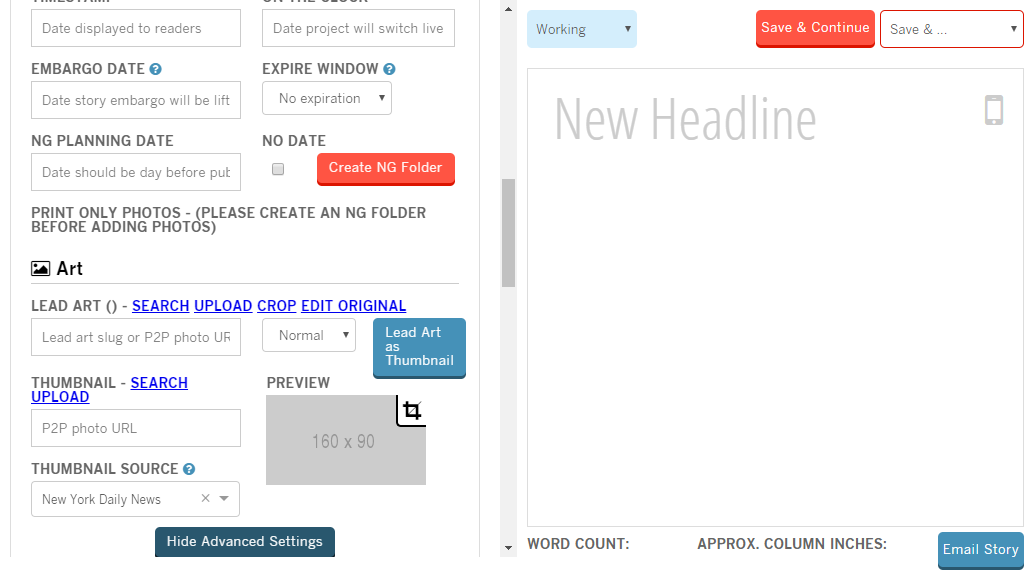 Date displayed to readers
Date project will switch live
EMBARGO DATE ?
EXPIRE WINDOW ?
Date story embargo will be lift
No expiration
NG PLANNING DATE
NO DATE
Date should be day before pub
Create NG Folder
PRINT ONLY PHOTOS - (PLEASE CREATE AN NG FOLDER
BEFORE ADDING PHOTOS)
Art
LEAD ART () - SEARCH UPLOAD CROP EDIT ORIGINAL
Lead art slug or P2P photo UR
Normal
Lead Art
as
Thumbnail
THUMBNAIL - SEARCH
UPLOAD
PREVIEW
P2P photo URL
160 x 90
THUMBNAIL SOURCE ?
New York Daily News
Hide Advanced Settings
Working
Save & Continue
Save & ...
New Headline
WORD COUNT:
APPROX. COLUMN INCHES:
Email Story